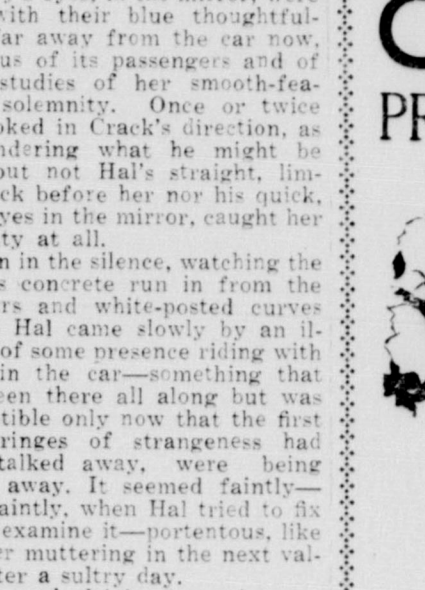 with their blue thoughtful-
far away from the car now,
us of its passengers and of
studies of her smooth-fea-
solemnity. Once or twice
oked in Crack's direction, as
ndering what he might be
out not Hal's straight, lim-
ck before her nor his quick,
yes in the mirror, caught her
ty at all.
n in the silence, watching the
s concrete run in from the
rs and white-posted curves
Hal came slowly by an il-
of some presence riding with
in the car—something that
een there all along but was
tible only now that the first
ringes of strangeness had
talked away, were being
away. It seemed faintly—
aintly, when Hal tried to fix
examine it—portentous, like
er muttering in the next val-
ter a sultry day.
C
PR